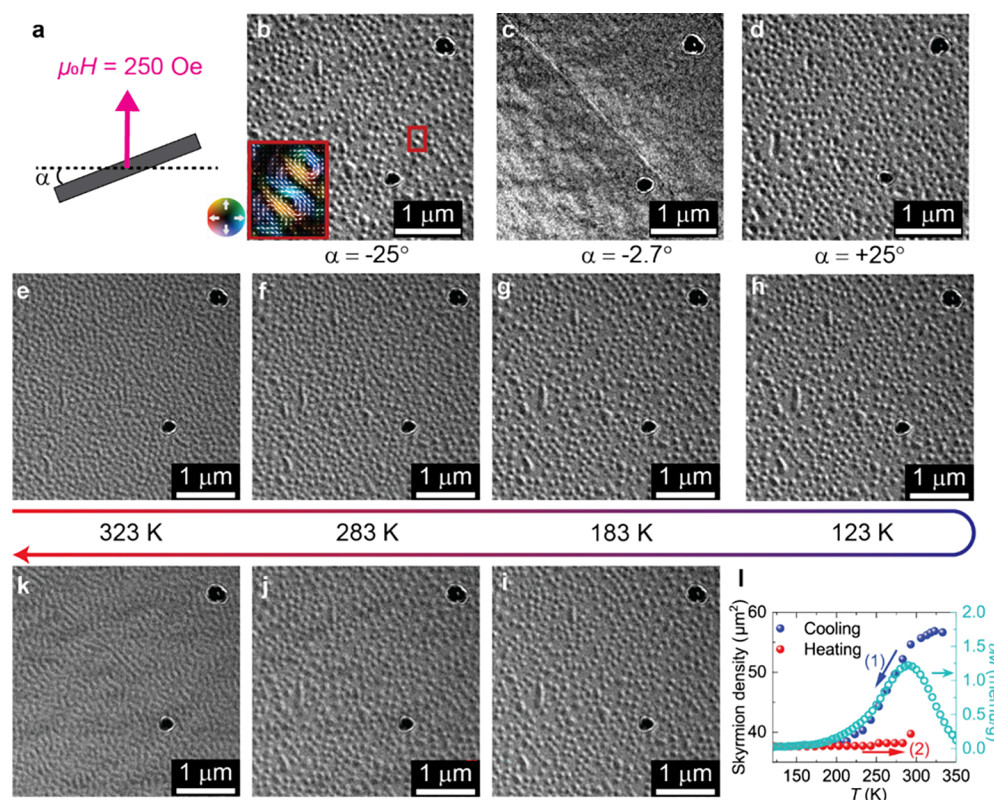 a
μ₀H = 250 Oe
α
b
1 μm
α = -25°
c
1 μm
α = -2.7°
d
1 μm
α = +25°
e
1 μm
f
1 μm
g
1 μm
h
1 μm
323 K
283 K
183 K
123 K
k
1 μm
j
1 μm
i
1 μm
l
Skyrmion density (μm²)
60
50
40
Cooling
Heating
(1)
(2)
2.0
1.5
1.0
0.5
0.0
150
200
250
300
350
T (K)